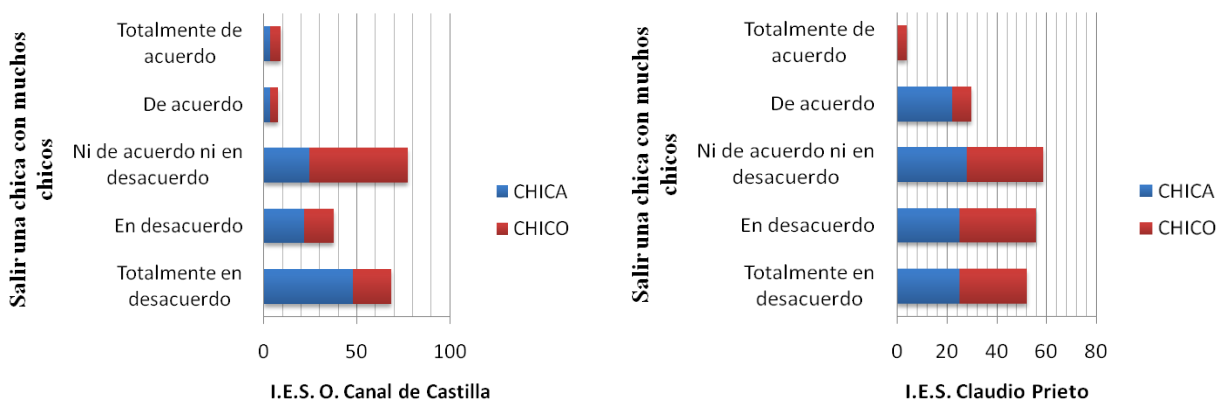 Salir una chica con muchos
chicos
Totalmente de
acuerdo
De acuerdo
Ni de acuerdo ni en
desacuerdo
En desacuerdo
Totalmente en
desacuerdo
0 50 100
I.E.S. O. Canal de Castilla
CHICA
CHICO
Salir una chica con muchos
chicos
Totalmente de
acuerdo
De acuerdo
Ni de acuerdo ni en
desacuerdo
En desacuerdo
Totalmente en
desacuerdo
0 20 40 60 80
I.E.S. Claudio Prieto
CHICA
CHICO